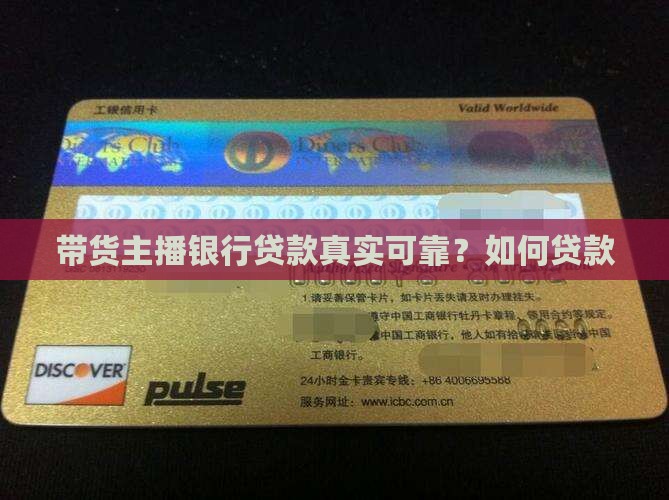 工银信用卡
Valid Worldwide
Diners Club
INTERNATIONAL
带货主播银行贷款真实可靠？如何贷款
1.请妥善保管卡片，如卡片丢失请及时办理挂失。
守中国工商银行牡丹卡章程、领用合约等规定。
中国工商银行，他人如有拾
中国
工商银行。
DISCOVER
pulse
24小时金卡贵宾专线：+86 4006695588
服务网址：www.icbc.com.cn